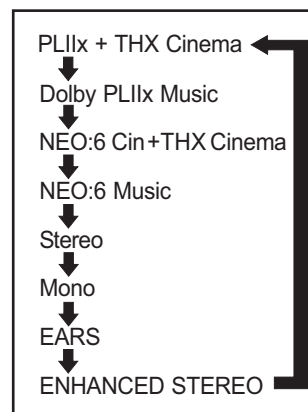 PLIIx + THX Cinema
Dolby PLIIx Music
NEO:6 Cin+THX Cinema
NEO:6 Music
Stereo
Mono
EARS
ENHANCED STEREO